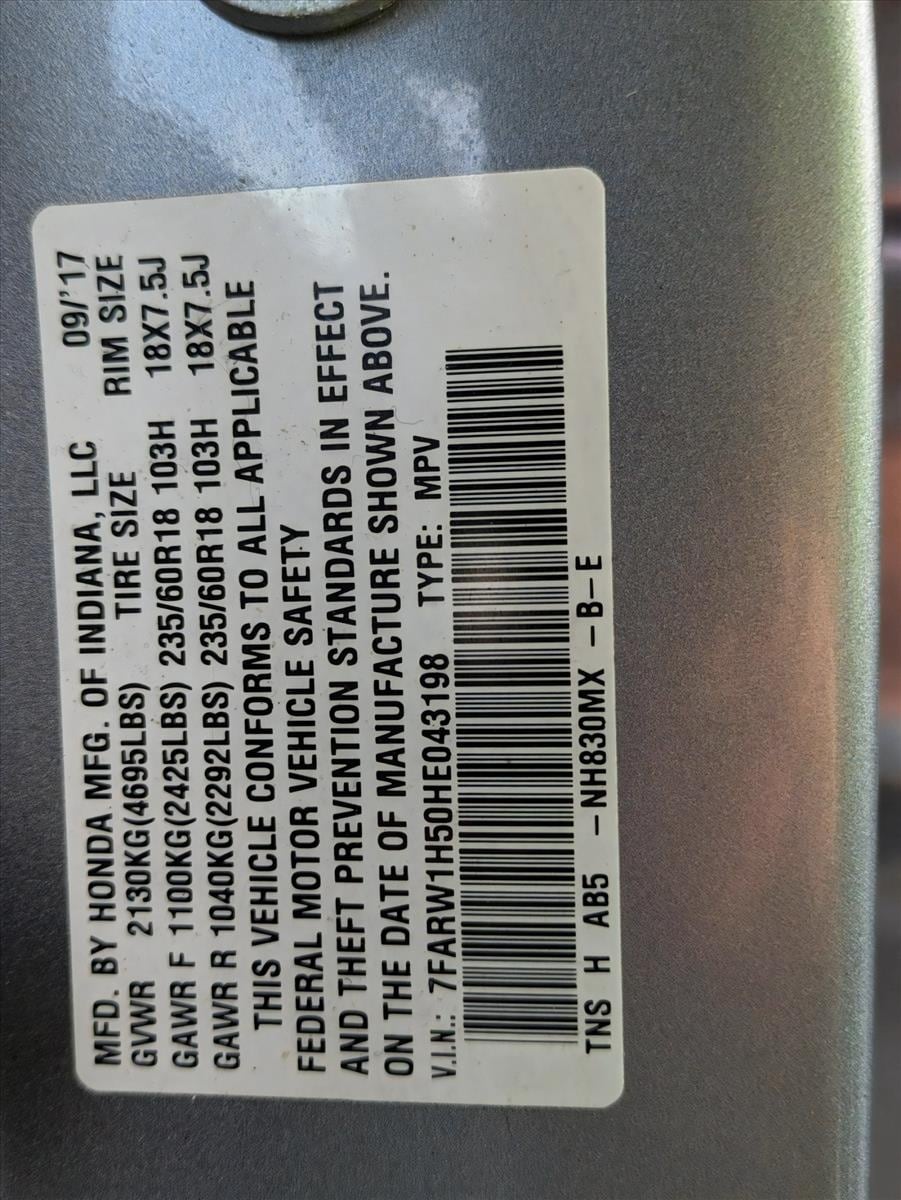 MFD. BY HONDA MFG. OF INDIANA, LLC 09/'17
GVWR 2130KG(4695LBS) TIRE SIZE RIM SIZE
GAWR F 1100KG(2425LBS) 235/60R18 103H 18X7.5J
GAWR R 1040KG(2292LBS) 235/60R18 103H 18X7.5J
THIS VEHICLE CONFORMS TO ALL APPLICABLE
FEDERAL MOTOR VEHICLE SAFETY
AND THEFT PREVENTION STANDARDS IN EFFECT
ON THE DATE OF MANUFACTURE SHOWN ABOVE.
V.I.N.: 7FARW1H50HE043198 TYPE: MPV
TNS H AB5 -NH830MX -B-E